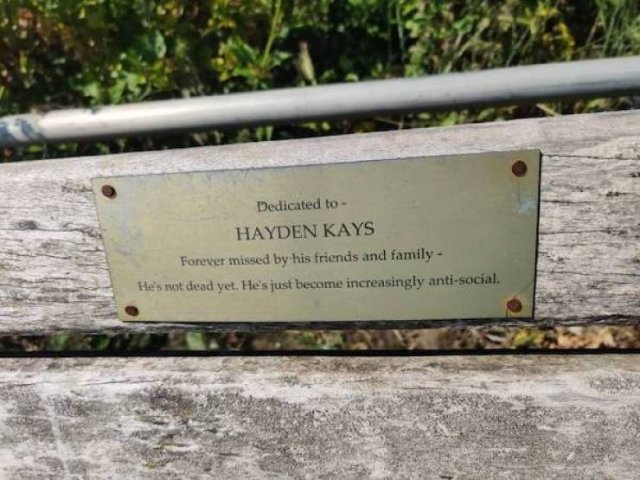 Dedicated to -
HAYDEN KAYS
Forever missed by his friends and family -
He's not dead yet. He's just become increasingly anti-social.